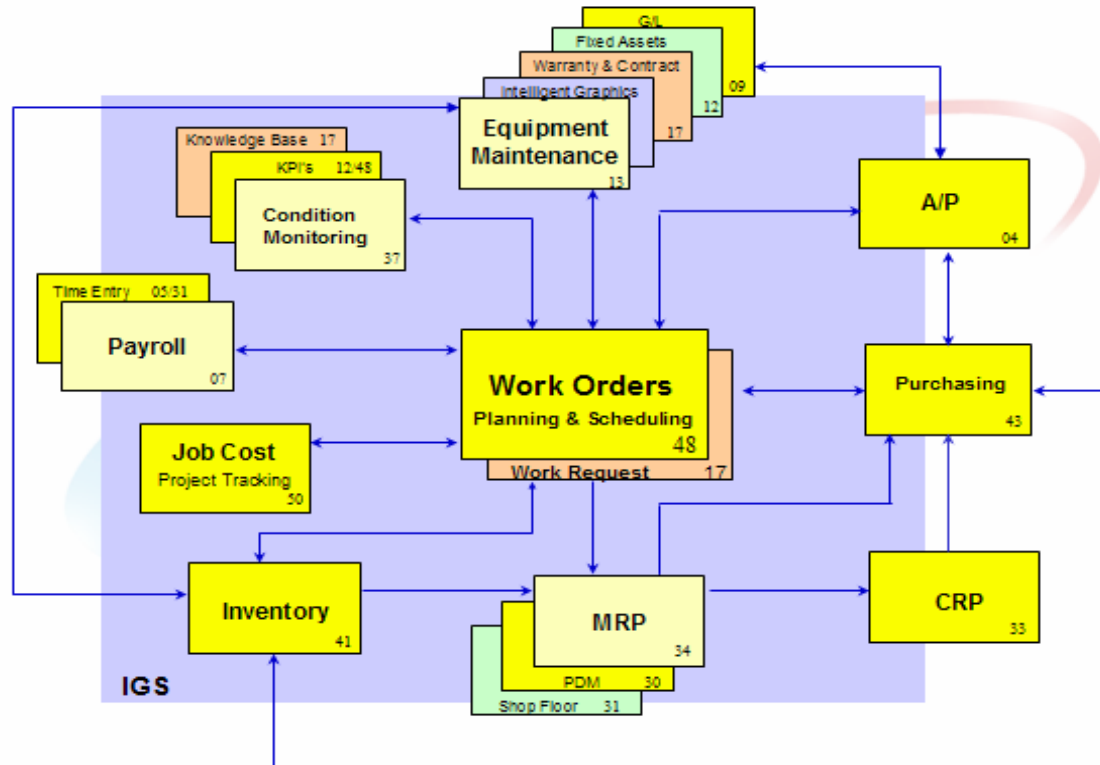 G/L
Fixed Assets
Warranty & Contract
Intelligent Graphics
09
12
17
Equipment
Maintenance
13
Knowledge Base 17
KPI's 12/48
Condition
Monitoring
37
A/P
04
Time Entry 05/31
Payroll
07
Work Orders
Planning & Scheduling
48
Work Request 17
Purchasing
43
Job Cost
Project Tracking
50
Inventory
41
MRP
34
PDM 30
Shop Floor 31
CRP
33
IGS